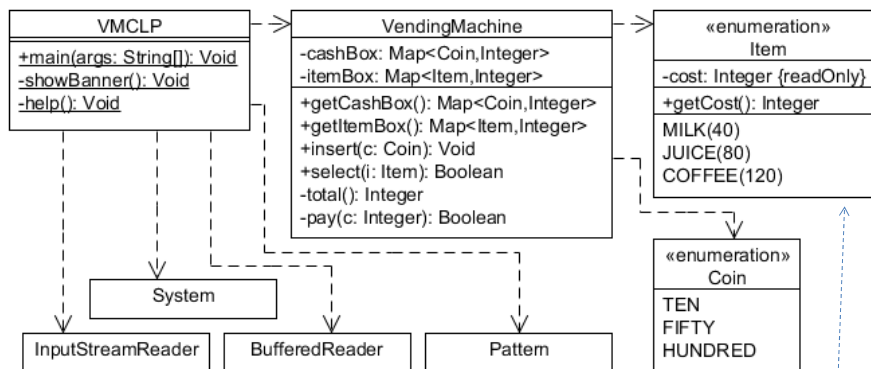 VMCLP
+main(args: String[]): Void
-showBanner(): Void
-help(): Void
VendingMachine
-cashBox: Map<Coin,Integer>
-itemBox: Map<Item,Integer>
+getCashBox(): Map<Coin,Integer>
+getItemBox(): Map<Item,Integer>
+insert(c: Coin): Void
+select(i: Item): Boolean
-total(): Integer
-pay(c: Integer): Boolean
«enumeration»
Item
-cost: Integer {readOnly}
+getCost(): Integer
MILK(40)
JUICE(80)
COFFEE(120)
«enumeration»
Coin
TEN
FIFTY
HUNDRED
System
InputStreamReader
BufferedReader
Pattern